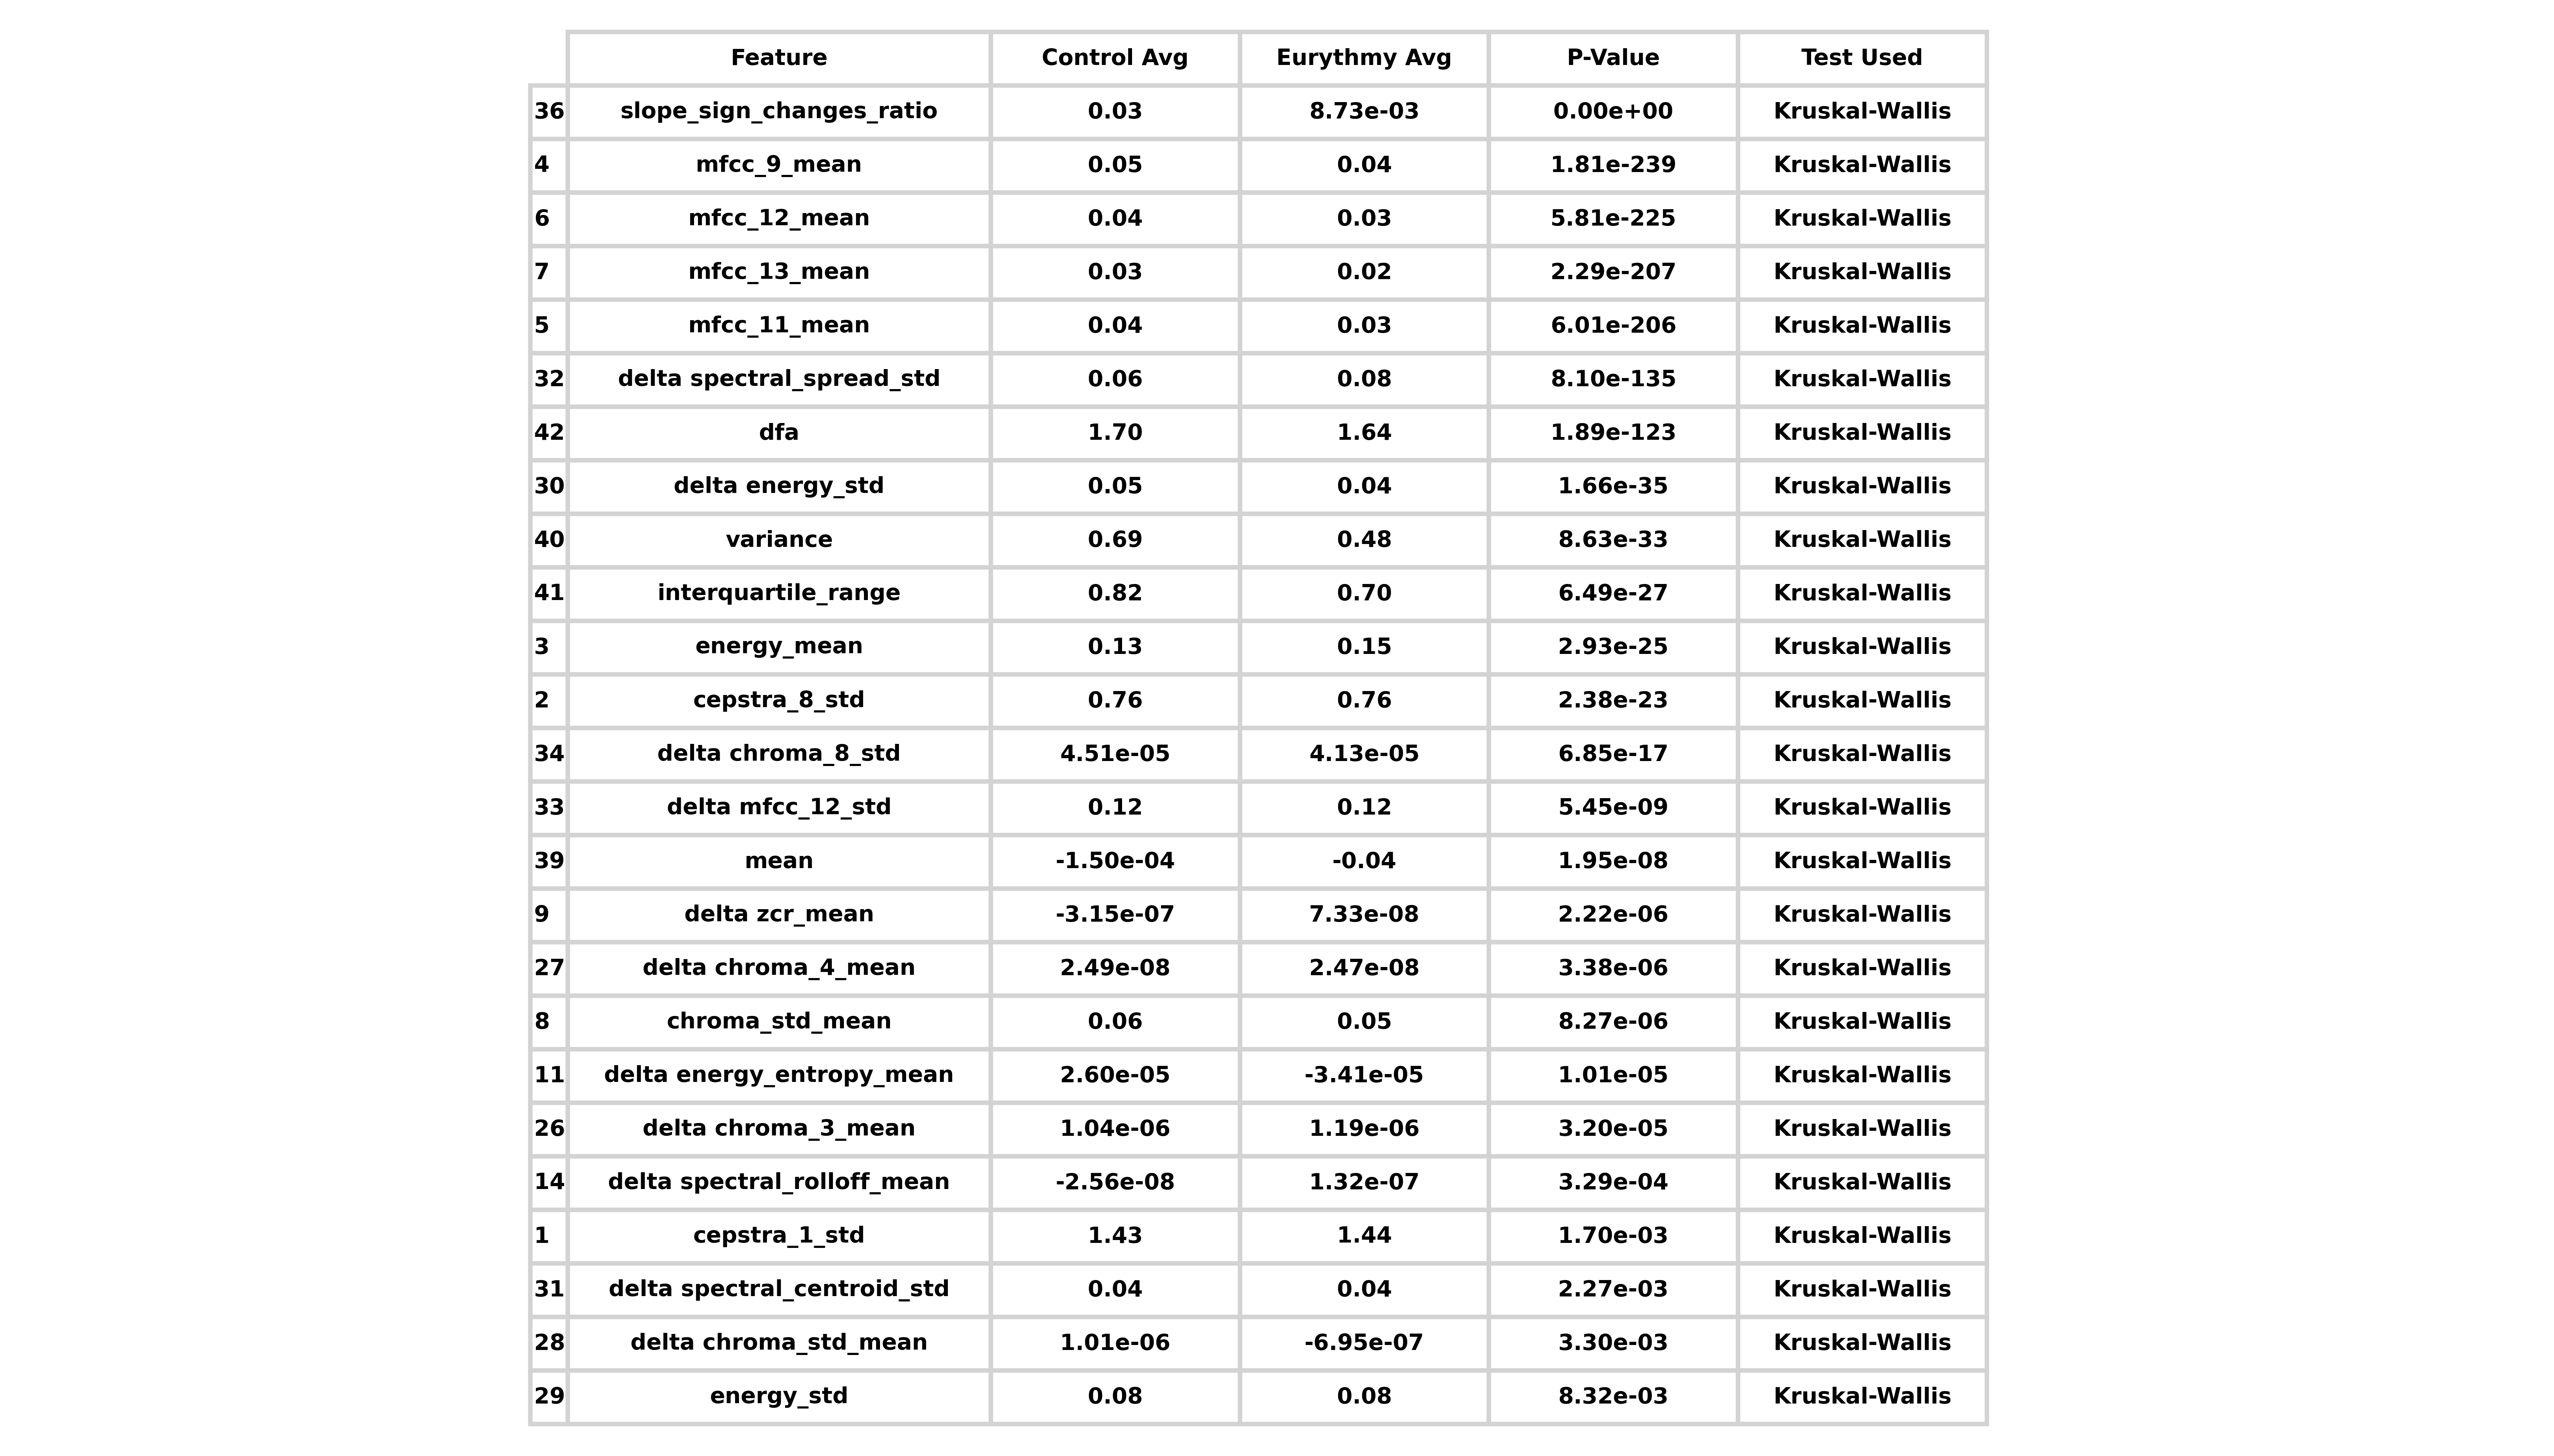 Feature Control Avg Eurythmy Avg P-Value Test Used
36 slope_sign_changes_ratio 0.03 8.73e-03 0.00e+00 Kruskal-Wallis
4 mfcc_9_mean 0.05 0.04 1.81e-239 Kruskal-Wallis
6 mfcc_12_mean 0.04 0.03 5.81e-225 Kruskal-Wallis
7 mfcc_13_mean 0.03 0.02 2.29e-207 Kruskal-Wallis
5 mfcc_11_mean 0.04 0.03 6.01e-206 Kruskal-Wallis
32 delta spectral_spread_std 0.06 0.08 8.10e-135 Kruskal-Wallis
42 dfa 1.70 1.64 1.89e-123 Kruskal-Wallis
30 delta energy_std 0.05 0.04 1.66e-35 Kruskal-Wallis
40 variance 0.69 0.48 8.63e-33 Kruskal-Wallis
41 interquartile_range 0.82 0.70 6.49e-27 Kruskal-Wallis
3 energy_mean 0.13 0.15 2.93e-25 Kruskal-Wallis
2 cepstra_8_std 0.76 0.76 2.38e-23 Kruskal-Wallis
34 delta chroma_8_std 4.51e-05 4.13e-05 6.85e-17 Kruskal-Wallis
33 delta mfcc_12_std 0.12 0.12 5.45e-09 Kruskal-Wallis
39 mean -1.50e-04 -0.04 1.95e-08 Kruskal-Wallis
9 delta zcr_mean -3.15e-07 7.33e-08 2.22e-06 Kruskal-Wallis
27 delta chroma_4_mean 2.49e-08 2.47e-08 3.38e-06 Kruskal-Wallis
8 chroma_std_mean 0.06 0.05 8.27e-06 Kruskal-Wallis
11 delta energy_entropy_mean 2.60e-05 -3.41e-05 1.01e-05 Kruskal-Wallis
26 delta chroma_3_mean 1.04e-06 1.19e-06 3.20e-05 Kruskal-Wallis
14 delta spectral_rolloff_mean -2.56e-08 1.32e-07 3.29e-04 Kruskal-Wallis
1 cepstra_1_std 1.43 1.44 1.70e-03 Kruskal-Wallis
31 delta spectral_centroid_std 0.04 0.04 2.27e-03 Kruskal-Wallis
28 delta chroma_std_mean 1.01e-06 -6.95e-07 3.30e-03 Kruskal-Wallis
29 energy_std 0.08 0.08 8.32e-03 Kruskal-Wallis